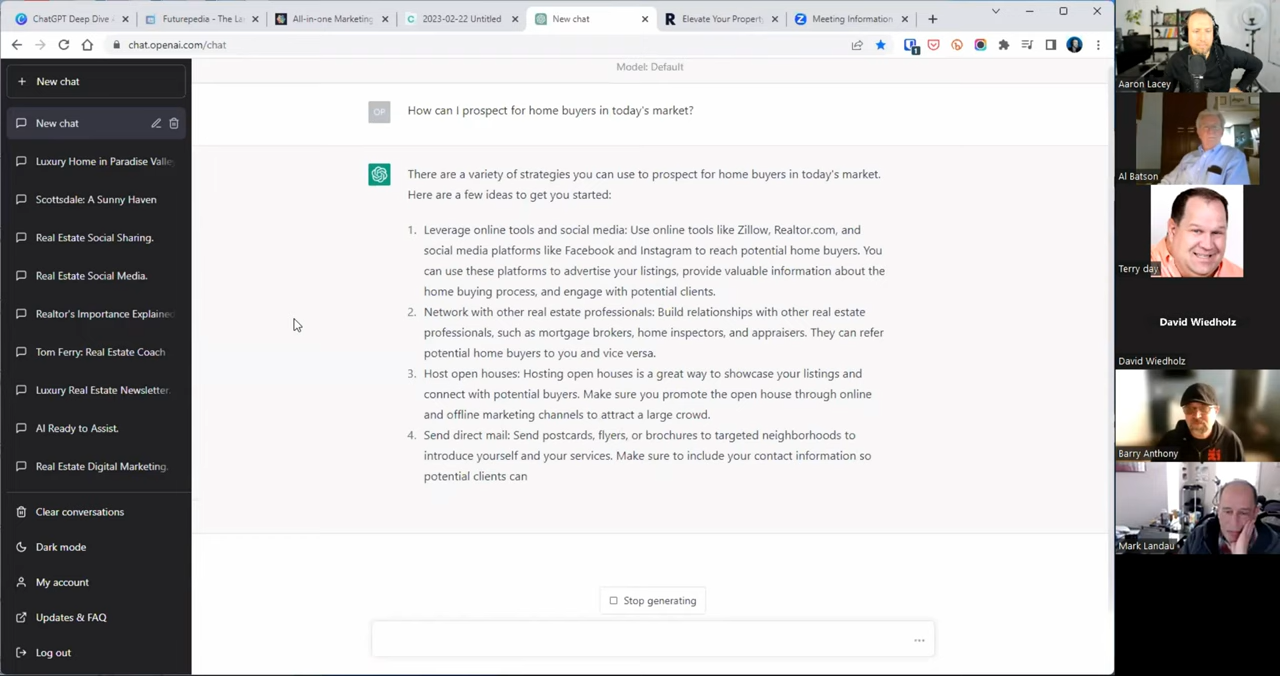 ChatGPT Deep Dive
Futurepedia - The La
All-in-one Marketing
2023-02-22 Untitled
New chat
Elevate Your Property
Meeting Information
chat.openai.com/chat
New chat
New chat
Luxury Home in Paradise Valle
Scottsdale: A Sunny Haven
Real Estate Social Sharing.
Real Estate Social Media.
Realtor's Importance Explained
Tom Ferry: Real Estate Coach
Luxury Real Estate Newsletter.
AI Ready to Assist.
Real Estate Digital Marketing.
Clear conversations
Dark mode
My account
Updates & FAQ
Log out
Model: Default
OP
How can I prospect for home buyers in today's market?
There are a variety of strategies you can use to prospect for home buyers in today's market.
Here are a few ideas to get you started:
1. Leverage online tools and social media: Use online tools like Zillow, Realtor.com, and
social media platforms like Facebook and Instagram to reach potential home buyers. You
can use these platforms to advertise your listings, provide valuable information about the
home buying process, and engage with potential clients.
2. Network with other real estate professionals: Build relationships with other real estate
professionals, such as mortgage brokers, home inspectors, and appraisers. They can refer
potential home buyers to you and vice versa.
3. Host open houses: Hosting open houses is a great way to showcase your listings and
connect with potential buyers. Make sure you promote the open house through online
and offline marketing channels to attract a large crowd.
4. Send direct mail: Send postcards, flyers, or brochures to targeted neighborhoods to
introduce yourself and your services. Make sure to include your contact information so
potential clients can
Stop generating
Aaron Lacey
Al Batson
Terry day
David Wiedholz
David Wiedholz
Barry Anthony
Mark Landau